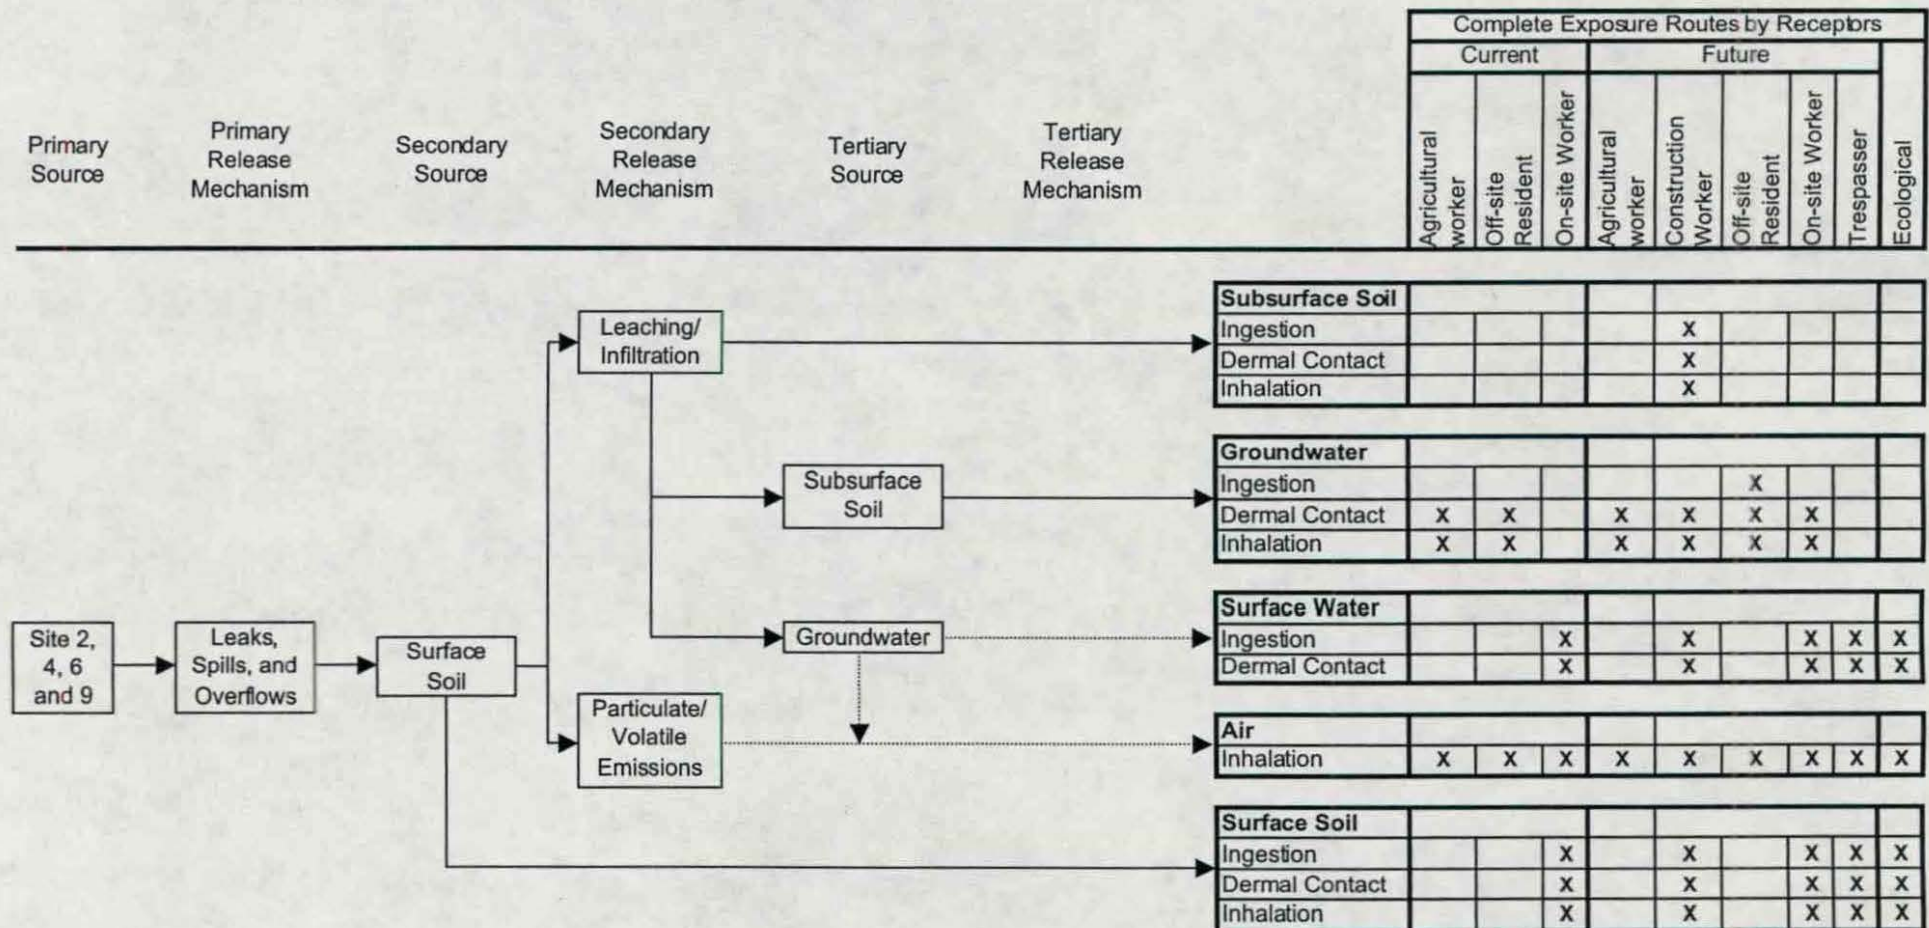 Complete Exposure Routes by Receptors
Current Future
Primary
Source
Primary
Release
Mechanism
Secondary
Source
Secondary
Release
Mechanism
Tertiary
Source
Tertiary
Release
Mechanism
Agricultural
worker
Off-site
Resident
On-site Worker
Agricultural
worker
Construction
Worker
Off-site
Resident
On-site Worker
Trespasser
Ecological
Site 2,
4, 6
and 9
Leaks,
Spills, and
Overflows
Surface
Soil
Leaching/
Infiltration
Particulate/
Volatile
Emissions
Subsurface
Soil
Groundwater
Subsurface Soil
Ingestion X
Dermal Contact X
Inhalation X
Groundwater
Ingestion X
Dermal Contact X X X X X X
Inhalation X X X X X X
Surface Water
Ingestion X X X X X
Dermal Contact X X X X X
Air
Inhalation X X X X X X X X X
Surface Soil
Ingestion X X X X X
Dermal Contact X X X X X
Inhalation X X X X X